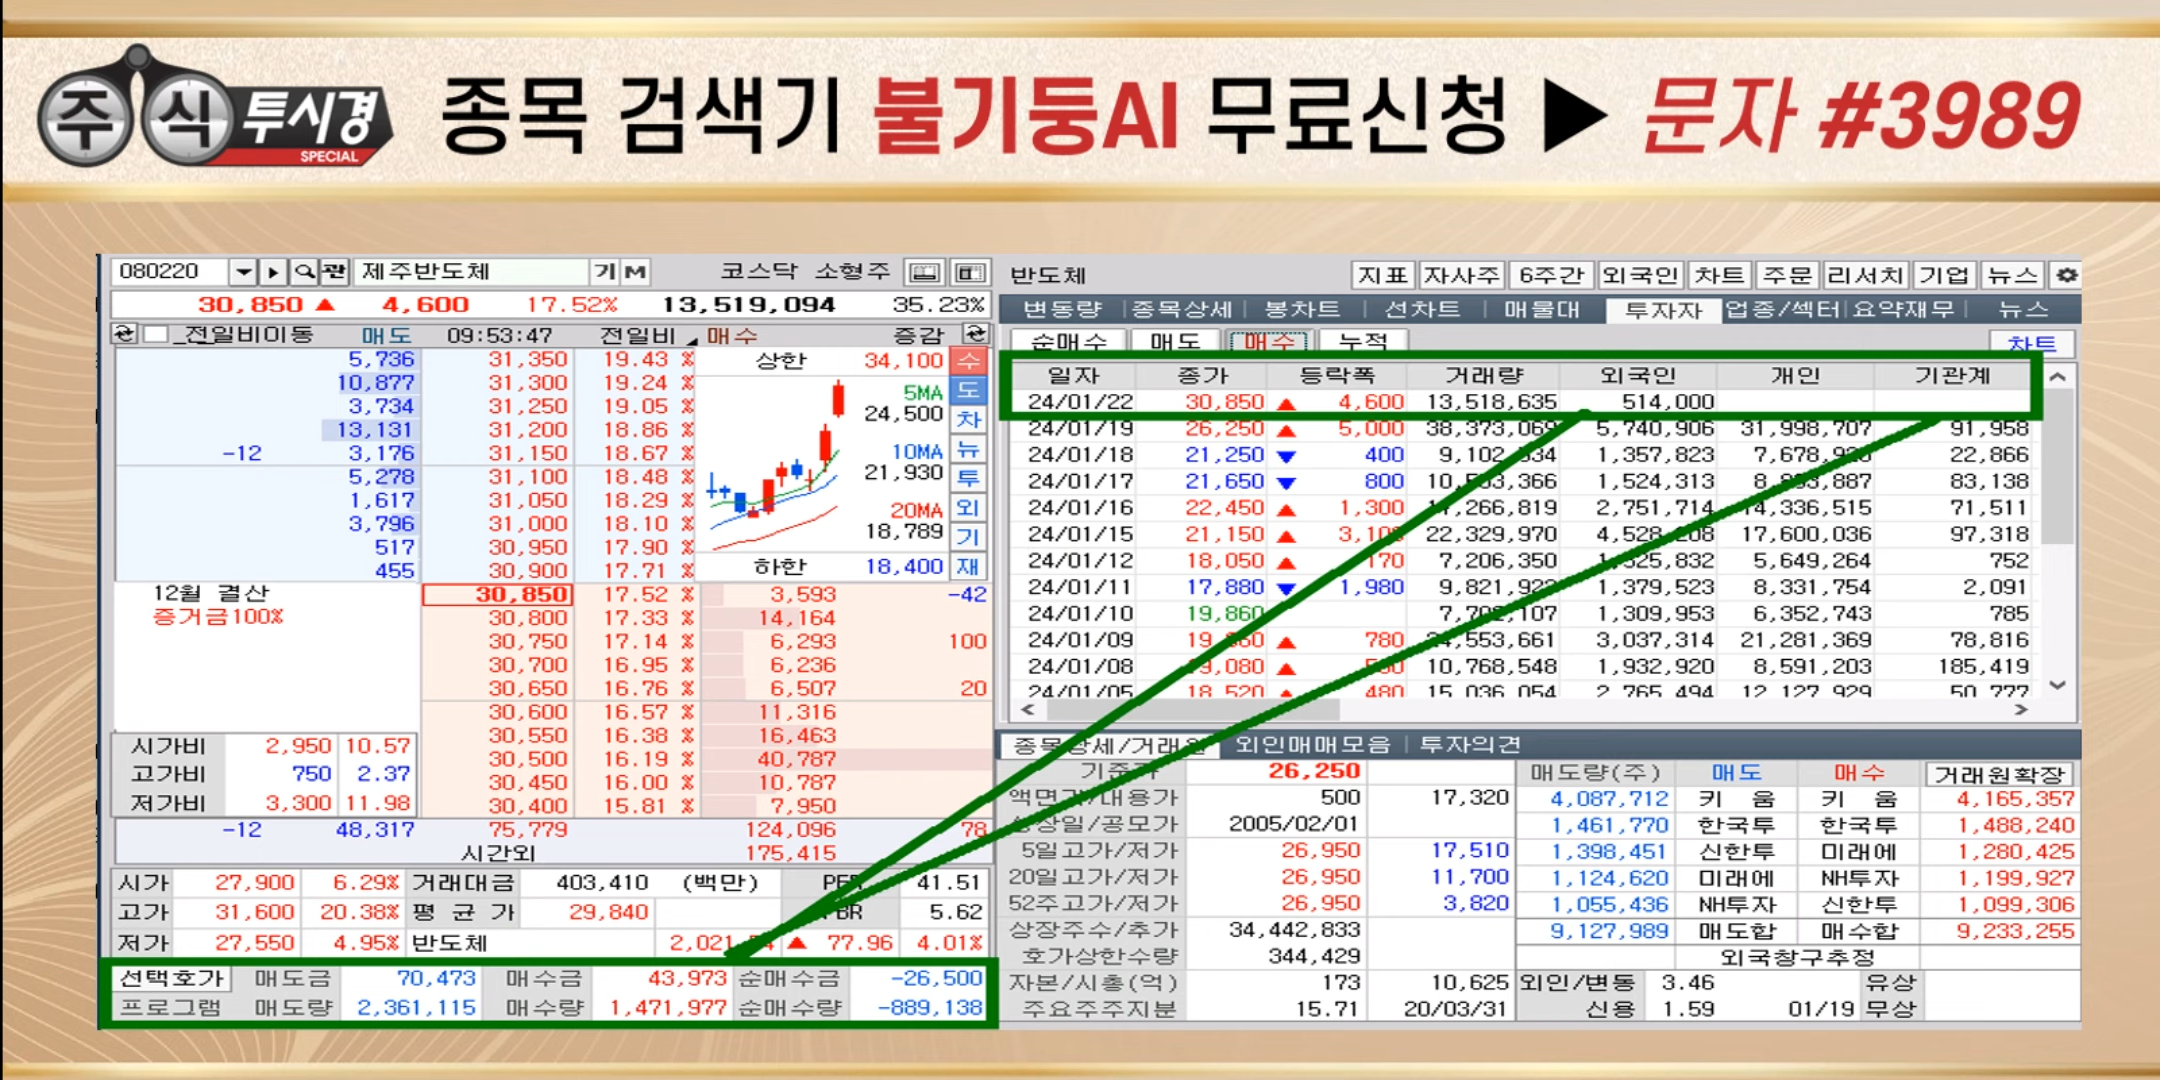 주식투시경
SPECIAL
종목 검색기 불기둥AI 무료신청 ▶ 문자 #3989
080220 관 제주반도체 기 M 코스닥 소형주
30,850 ▲ 4,600 17.52% 13,519,094 35.23%
_전일비이동 매도 09:53:47 전일비 매수 증감
5,736 31,350 19.43 % 상한 34,100 수
10,877 31,300 19.24 % 도
3,734 31,250 19.05 % 5MA
24,500
13,131 31,200 18.86 % 차
-12 3,176 31,150 18.67 % 10MA 뉴
5,278 31,100 18.48 % 21,930 투
1,617 31,050 18.29 % 20MA 외
3,796 31,000 18.10 % 18,789
517 30,950 17.90 % 기
455 30,900 17.71 % 하한 18,400 재
12월 결산 30,850 17.52 % 3,593 -42
증거금100% 30,800 17.33 % 14,164
30,750 17.14 % 6,293 100
30,700 16.95 % 6,236
30,650 16.76 % 6,507 20
30,600 16.57 % 11,316
30,550 16.38 % 16,463
30,500 16.19 % 40,787
30,450 16.00 % 10,787
30,400 15.81 % 7,950
시가비 2,950 10.57
고가비 750 2.37
저가비 3,300 11.98
-12 48,317 75,779 124,096 78
시간외 175,415
시가 27,900 6.29% 거래대금 403,410 (백만) 41.51
고가 31,600 20.38% 평 균 가 29,840 5.62
저가 27,550 4.95% 반도체 ▲ 77.96 4.01%
선택호가 매도금 70,473 매수금 43,973 순매수금 -26,500
프로그램 매도량 2,361,115 매수량 1,471,977 순매수량 -889,138
반도체 지표 자사주 6주간 외국인 차트 주문 리서치 기업 뉴스
변동량 종목상세 봉차트 선차트 매물대 투자자 업종/섹터 요약재무 뉴스
순매수 매도 매수 누적 차트
일자 종가 등락폭 거래량 외국인 개인 기관계
24/01/22 30,850 ▲ 4,600 13,518,635 514,000
24/01/19 26,250 ▲ 5,000 38,373,069 5,740,906 31,998,707 91,958
24/01/18 21,250 ▼ 400 1,357,823 22,866
24/01/17 21,650 ▼ 800 1,524,313 83,138
24/01/16 22,450 ▲ 1,300 2,751,714 14,336,515 71,511
24/01/15 21,150 ▲ 22,329,970 17,600,036 97,318
24/01/12 18,050 ▲ 170 7,206,350 5,649,264 752
24/01/11 17,880 ▼ 1,980 1,379,523 8,331,754 2,091
24/01/10 19,860 1,309,953 6,352,743 785
24/01/09 ▲ 780 3,037,314 21,281,369 78,816
24/01/08 ▲ 10,768,548 1,932,920 8,591,203 185,419
24/01/05 18,520 ▲ 480 15,036,054 2,765,494 12,127,929 50,777
외인매매모음 투자의견
26,250 매도량(주) 매도 매수 거래원확장
500 17,320 4,087,712 키 움 키 움 4,165,357
2005/02/01 1,461,770 한국투 한국투 1,488,240
5일고가/저가 26,950 17,510 1,398,451 신한투 미래에 1,280,425
20일고가/저가 26,950 11,700 1,124,620 미래에 NH투자 1,199,927
52주고가/저가 26,950 3,820 1,055,436 NH투자 신한투 1,099,306
상장주수/추가 34,442,833 9,127,989 매도합 매수합 9,233,255
호가상한수량 344,429 외국창구추정
자본/시총(억) 173 10,625 외인/변동 3.46 유상
주요주주지분 15.71 20/03/31 신용 1.59 01/19 무상